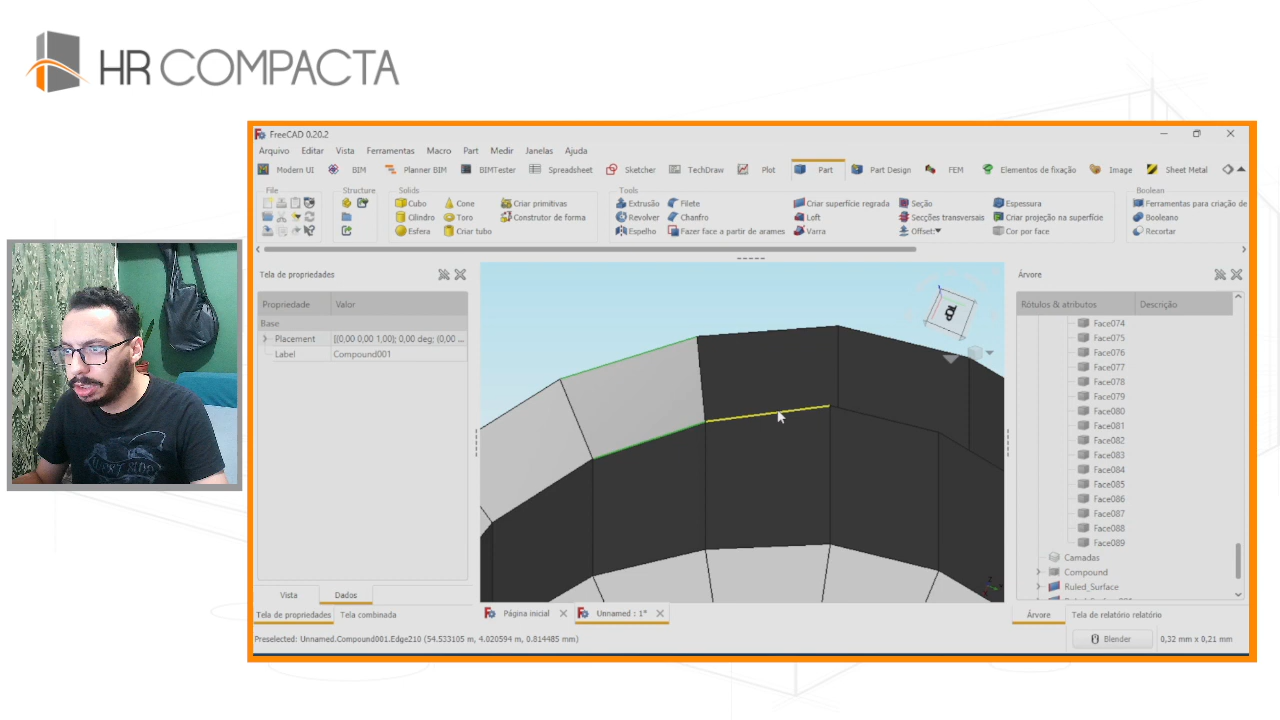 HR COMPACTA
FreeCAD 0.20.2
Arquivo Editar Vista Ferramentas Macro Part Medir Janelas Ajuda
Modern UI BIM Planner BIM BIMTester Spreadsheet Sketcher TechDraw Plot Part Part Design FEM Elementos de fixação Image Sheet Metal
File Structure Solids Tools Boolean
Cubo Cone Criar primitivas Extrusão Filete Criar superfície regrada Seção Espessura Ferramentas para criação de
Cilindro Toro Construtor de forma Revolver Chanfro Loft Secções transversais Criar projeção na superfície Booleano
Esfera Criar tubo Espelho Fazer face a partir de arames Varra Offset: Cor por face Recortar
Tela de propriedades
Propriedade Valor
Base
Placement [(0,00 0,00 1,00); 0,00 deg; (0,00 ...
Label Compound001
TOP
Árvore
Rótulos & atributos Descrição
Face074
Face075
Face076
Face077
Face078
Face079
Face080
Face081
Face082
Face083
Face084
Face085
Face086
Face087
Face088
Face089
Camadas
Compound
Ruled_Surface
Vista Dados
Tela de propriedades Tela combinada
Página inicial Unnamed : 1*
Árvore Tela de relatório relatório
Preselected: Unnamed.Compound001.Edge210 (54.533105 m, 4.020594 m, 0.814485 mm)
Blender 0,32 mm x 0,21 mm